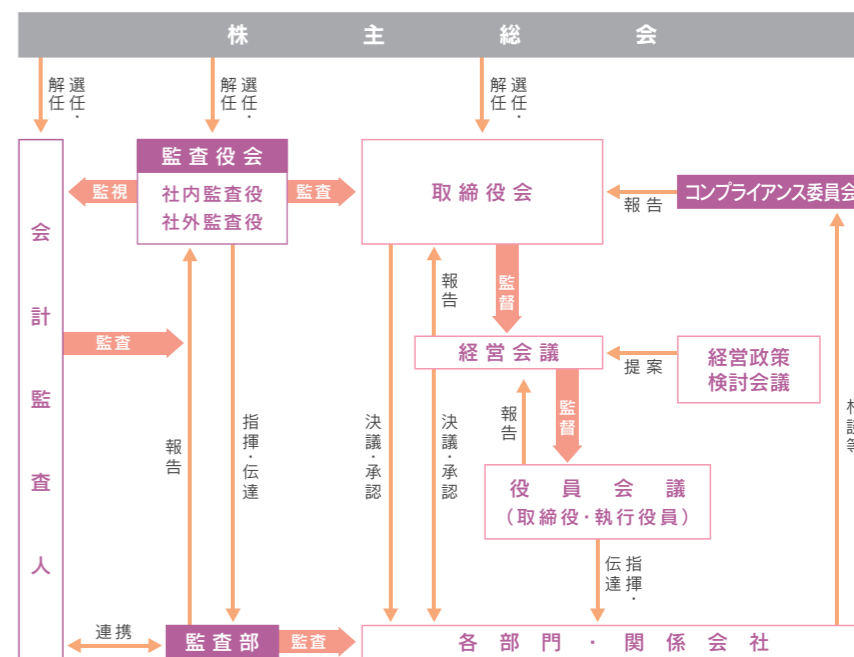 株主総会
選任・
解任
選任・
解任
選任・
解任
監査役会
社内監査役
社外監査役
監視
監査
取締役会
報告
コンプライアンス委員会
会計監査人
監査
報告
監督
経営会議
提案
経営政策
検討会議
報告
指揮・伝達
決議・承認
決議・承認
報告
監督
役員会議
（取締役・執行役員）
指揮・
伝達
連携
監査部
監査
各部門・関係会社